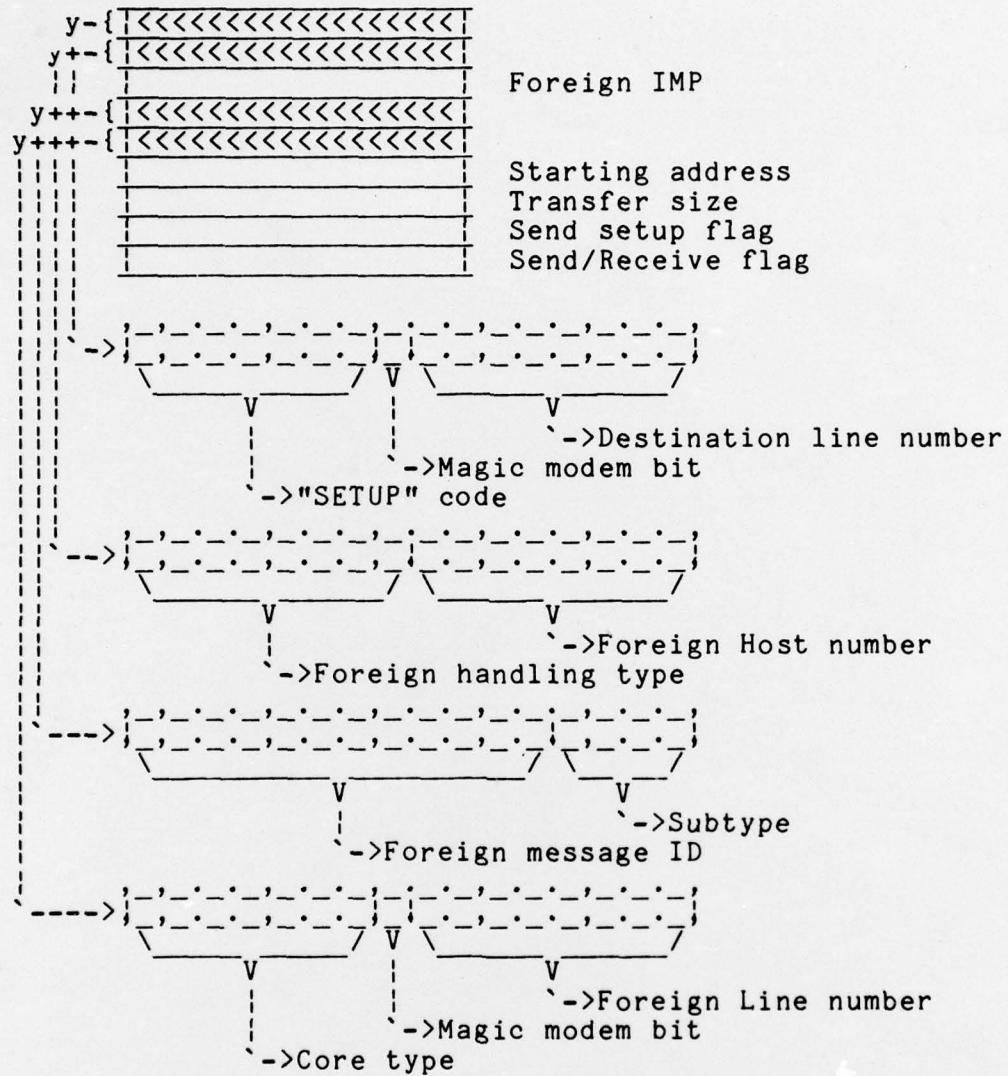 Foreign IMP
Starting address
Transfer size
Send setup flag
Send/Receive flag
Destination line number
Magic modem bit
"SETUP" code
Foreign Host number
Foreign handling type
Subtype
Foreign message ID
Foreign Line number
Magic modem bit
Core type